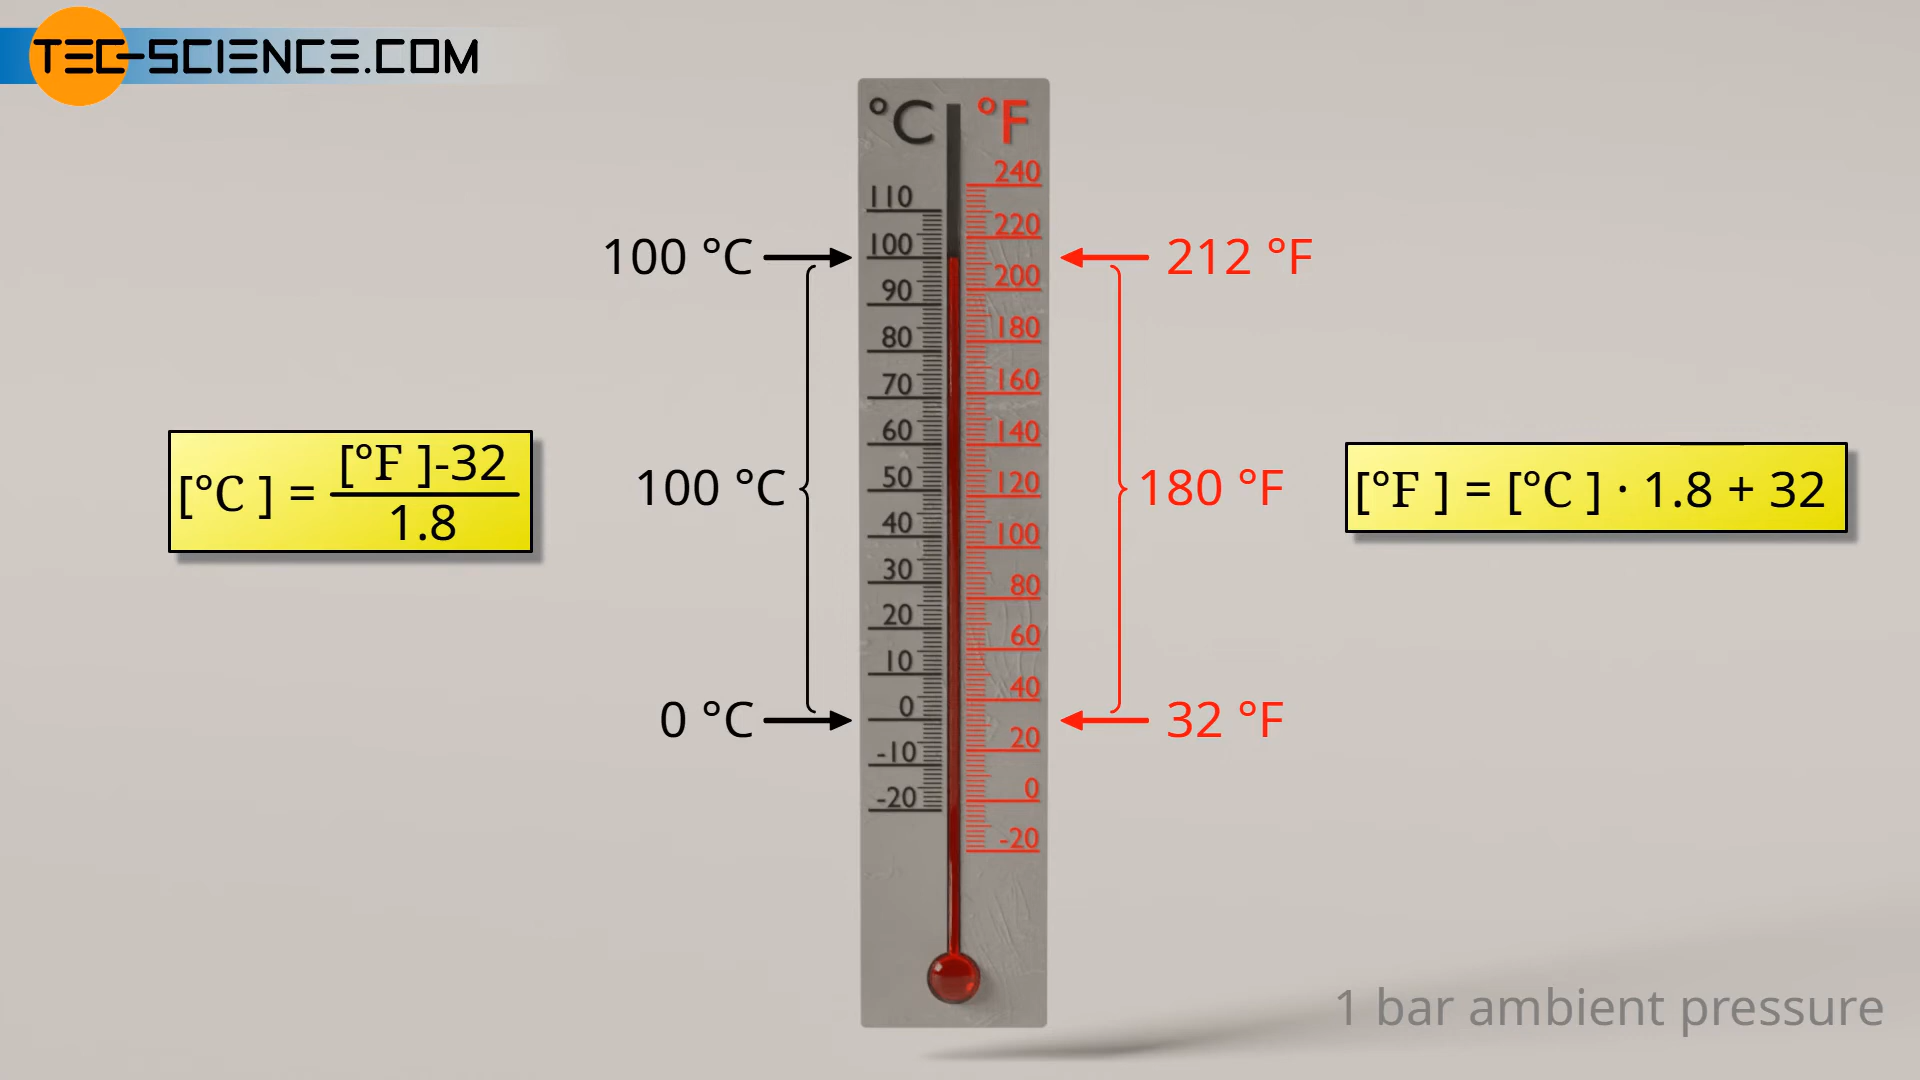 TEC-SCIENCE.COM
°C °F
240
110
220
100
200
90
180
80
70
160
60
140
50
120
40
100
30
80
20
60
10
40
0
20
-10
0
-20
-20
100 °C
212 °F
100 °C
180 °F
0 °C
32 °F
[°C ] = [°F ]-32
1.8
[°F ] = [°C ] · 1.8 + 32
1 bar ambient pressure